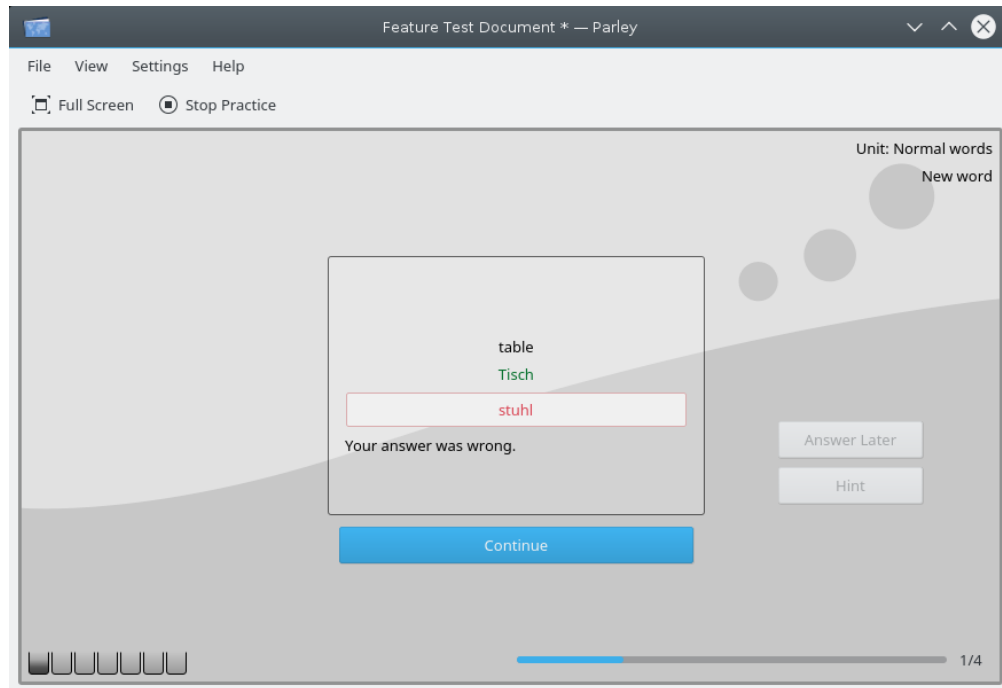 Feature Test Document * — Parley
File View Settings Help
Full Screen Stop Practice
Unit: Normal words
New word
table
Tisch
stuhl
Your answer was wrong.
Answer Later
Hint
Continue
1/4